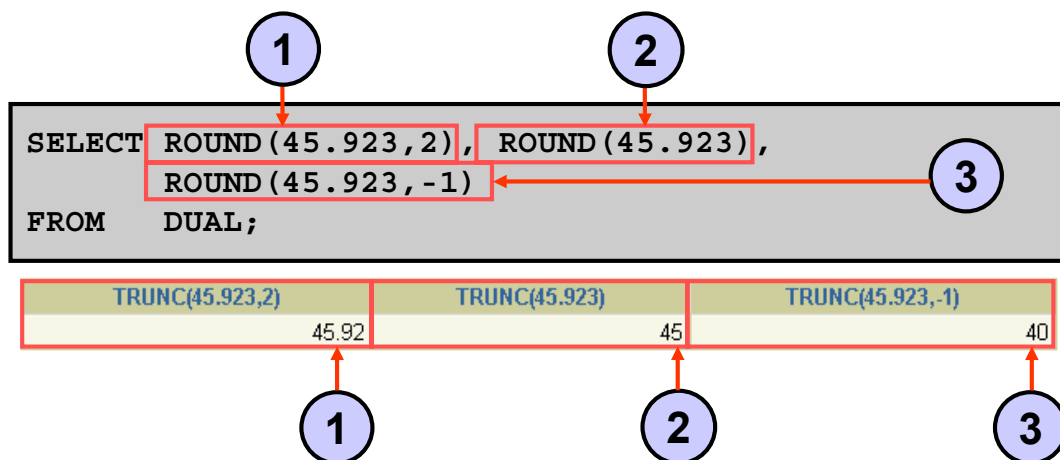 1 2
SELECT ROUND(45.923,2), ROUND(45.923),
ROUND(45.923,-1) 3
FROM DUAL;
TRUNC(45.923,2) TRUNC(45.923) TRUNC(45.923,-1)
45.92 45 40
1 2 3